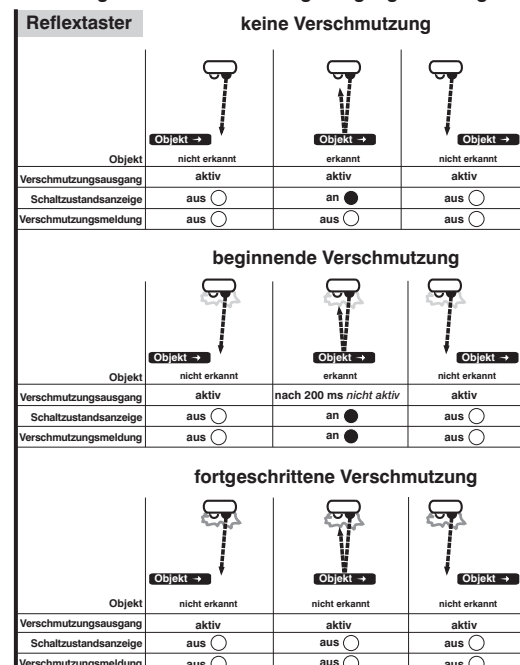 Reflextaster
keine Verschmutzung
Objekt → Objekt → Objekt →
Objekt nicht erkannt erkannt nicht erkannt
Verschmutzungsausgang aktiv aktiv aktiv
Schaltzustandsanzeige aus an aus
Verschmutzungsmeldung aus aus aus
beginnende Verschmutzung
Objekt → Objekt → Objekt →
Objekt nicht erkannt erkannt nicht erkannt
Verschmutzungsausgang aktiv nach 200 ms nicht aktiv aktiv
Schaltzustandsanzeige aus an aus
Verschmutzungsmeldung aus an aus
fortgeschrittene Verschmutzung
Objekt → Objekt → Objekt →
Objekt nicht erkannt nicht erkannt nicht erkannt
Verschmutzungsausgang aktiv aktiv aktiv
Schaltzustandsanzeige aus aus aus
Verschmutzungsmeldung aus aus aus